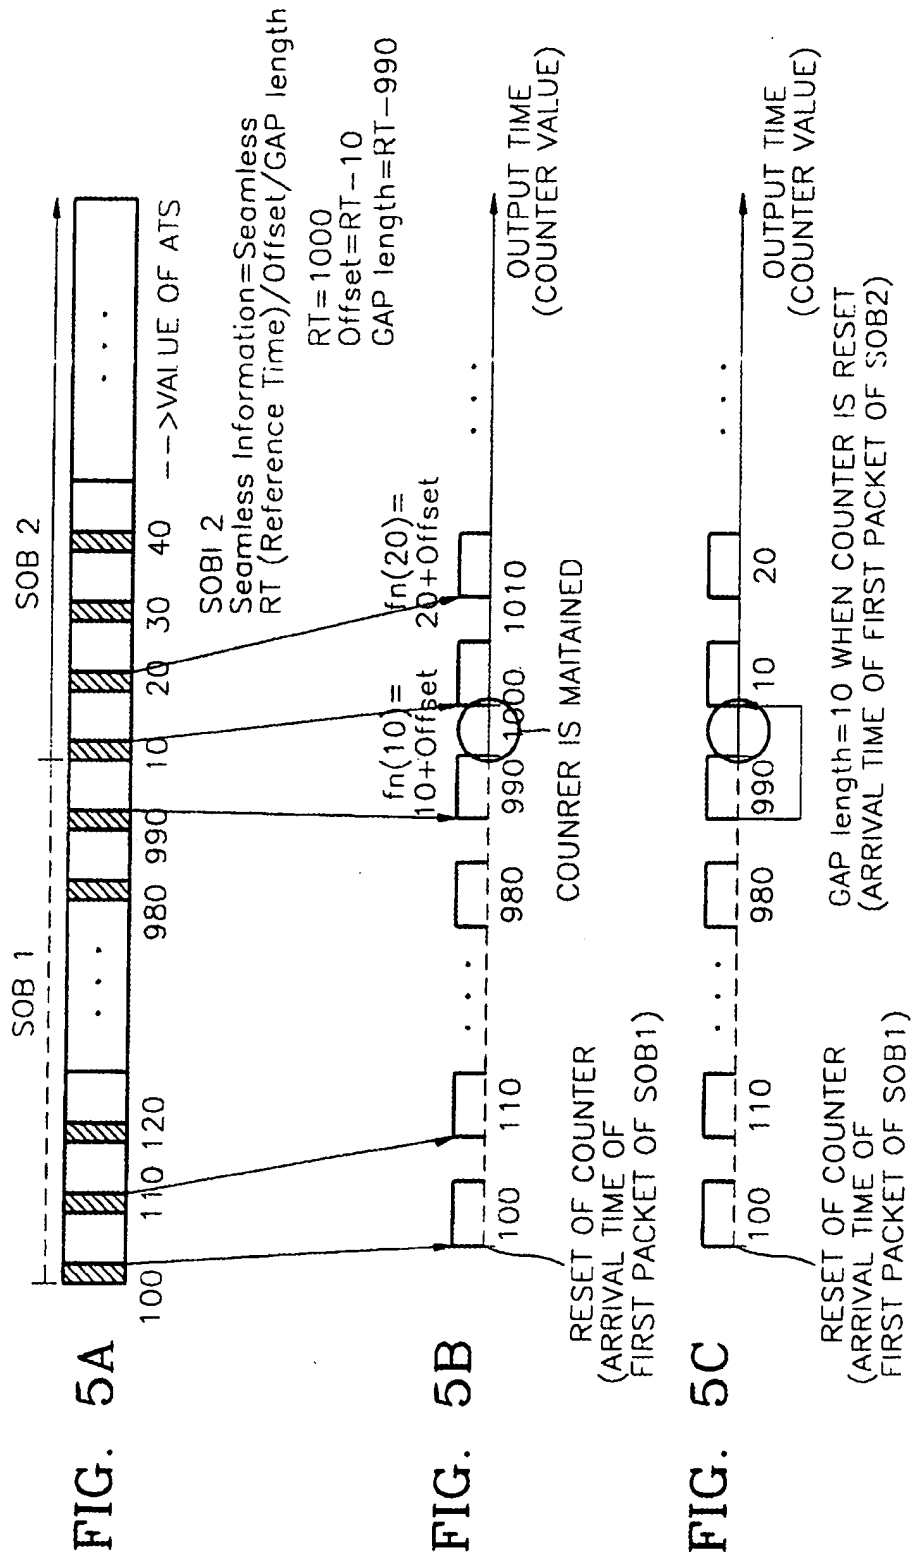 FIG. 5A
SOB 1
SOB 2
100
110
120
980
990
10
20
30
40
-->VALUE OF ATS
SOBI 2
Seamless Information=Seamless
RT (Reference Time)/Offset/GAP length
RT=1000
Offset=RT-10
GAP length=RT-990
FIG. 5B
fn(10)=
10+Offset
fn(20)=
20+Offset
100
110
980
990
1000
1010
OUTPUT TIME
(COUNTER VALUE)
RESET OF COUNTER
(ARRIVAL TIME OF
FIRST PACKET OF SOB1)
COUNRER IS MAITAINED
FIG. 5C
100
110
980
990
10
20
OUTPUT TIME
(COUNTER VALUE)
RESET OF COUNTER
(ARRIVAL TIME OF
FIRST PACKET OF SOB1)
GAP length=10 WHEN COUNTER IS RESET
(ARRIVAL TIME OF FIRST PACKET OF SOB2)